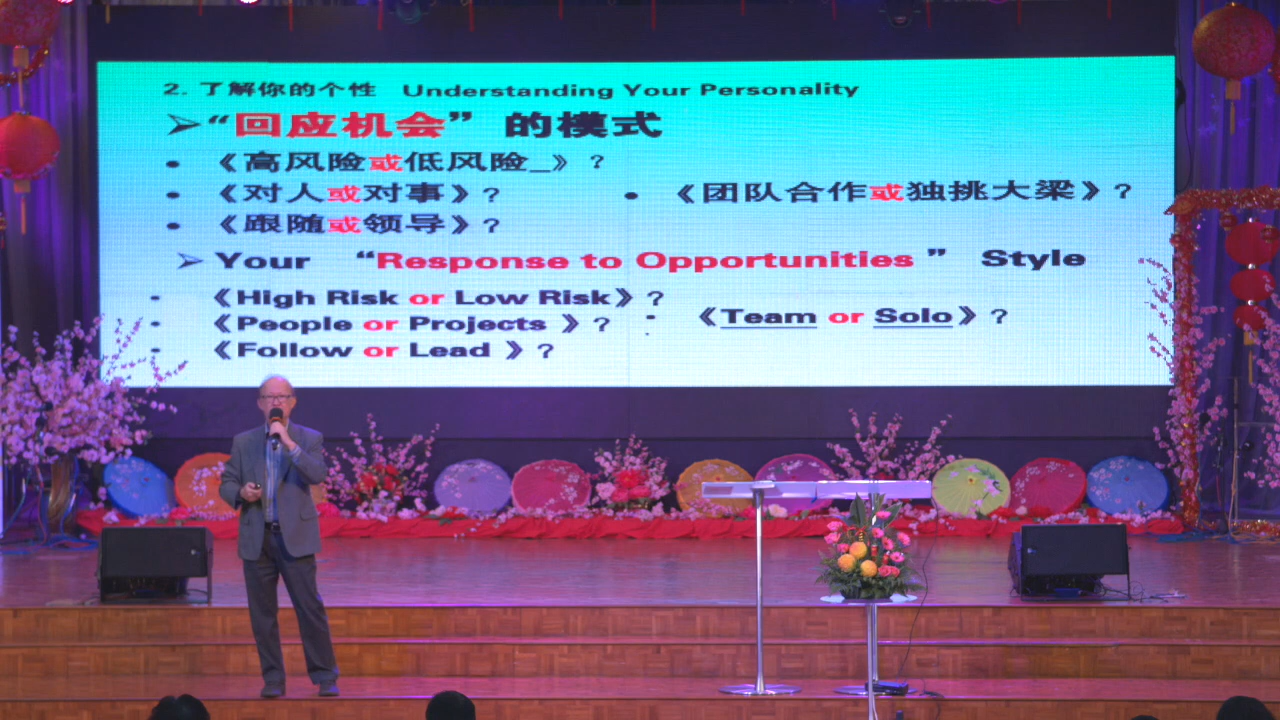 2. 了解你的个性 Understanding Your Personality
➢“回应机会” 的模式
• 《高风险或低风险_》?
• 《对人或对事》? • 《团队合作或独挑大梁》?
• 《跟随或领导》?
➢ Your “Response to Opportunities ” Style
• 《High Risk or Low Risk》?
• 《People or Projects 》? • 《Team or Solo》?
• 《Follow or Lead 》?